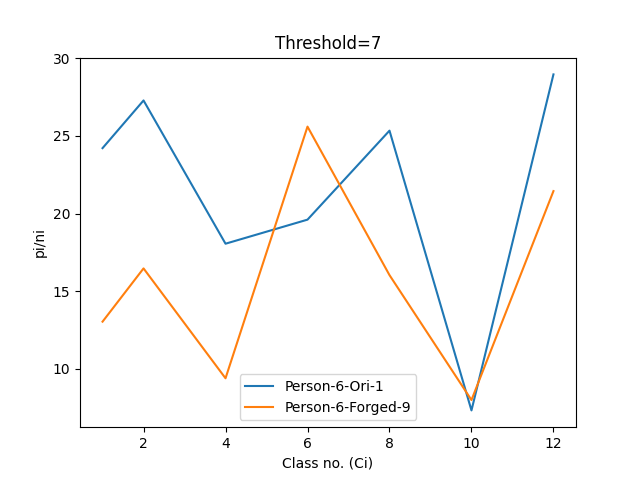 Threshold=7
30
25
20
15
10
pi/ni
Person-6-Ori-1
Person-6-Forged-9
2 4 6 8 10 12
Class no. (Ci)